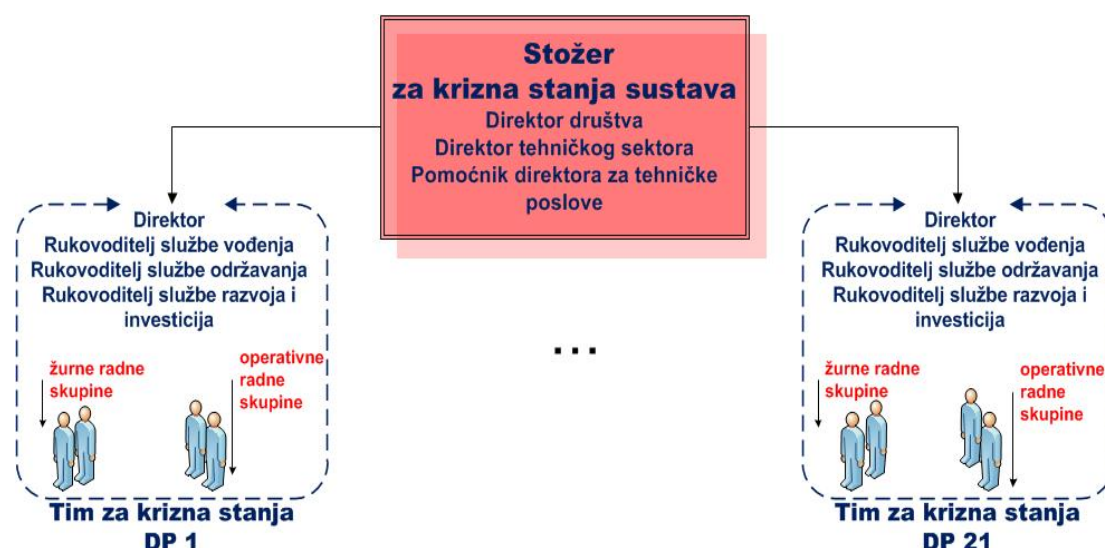 Stožer
za krizna stanja sustava
Direktor društva
Direktor tehničkog sektora
Pomoćnik direktora za tehničke
poslove
Direktor
Rukovoditelj službe vođenja
Rukovoditelj službe održavanja
Rukovoditelj službe razvoja i
investicija
žurne radne
skupine
operativne
radne
skupine
Tim za krizna stanja
DP 1
...
Direktor
Rukovoditelj službe vođenja
Rukovoditelj službe održavanja
Rukovoditelj službe razvoja i
investicija
žurne radne
skupine
operativne
radne
skupine
Tim za krizna stanja
DP 21